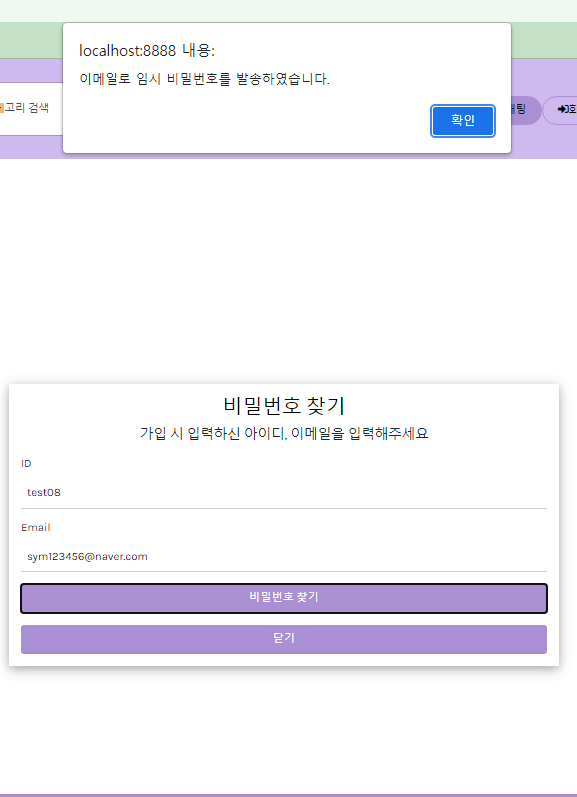 localhost:8888 내용:
이메일로 임시 비밀번호를 발송하였습니다.
확인
고리 검색
팅
비밀번호 찾기
가입 시 입력하신 아이디, 이메일을 입력해주세요
ID
test08
Email
sym123456@naver.com
비밀번호 찾기
닫기